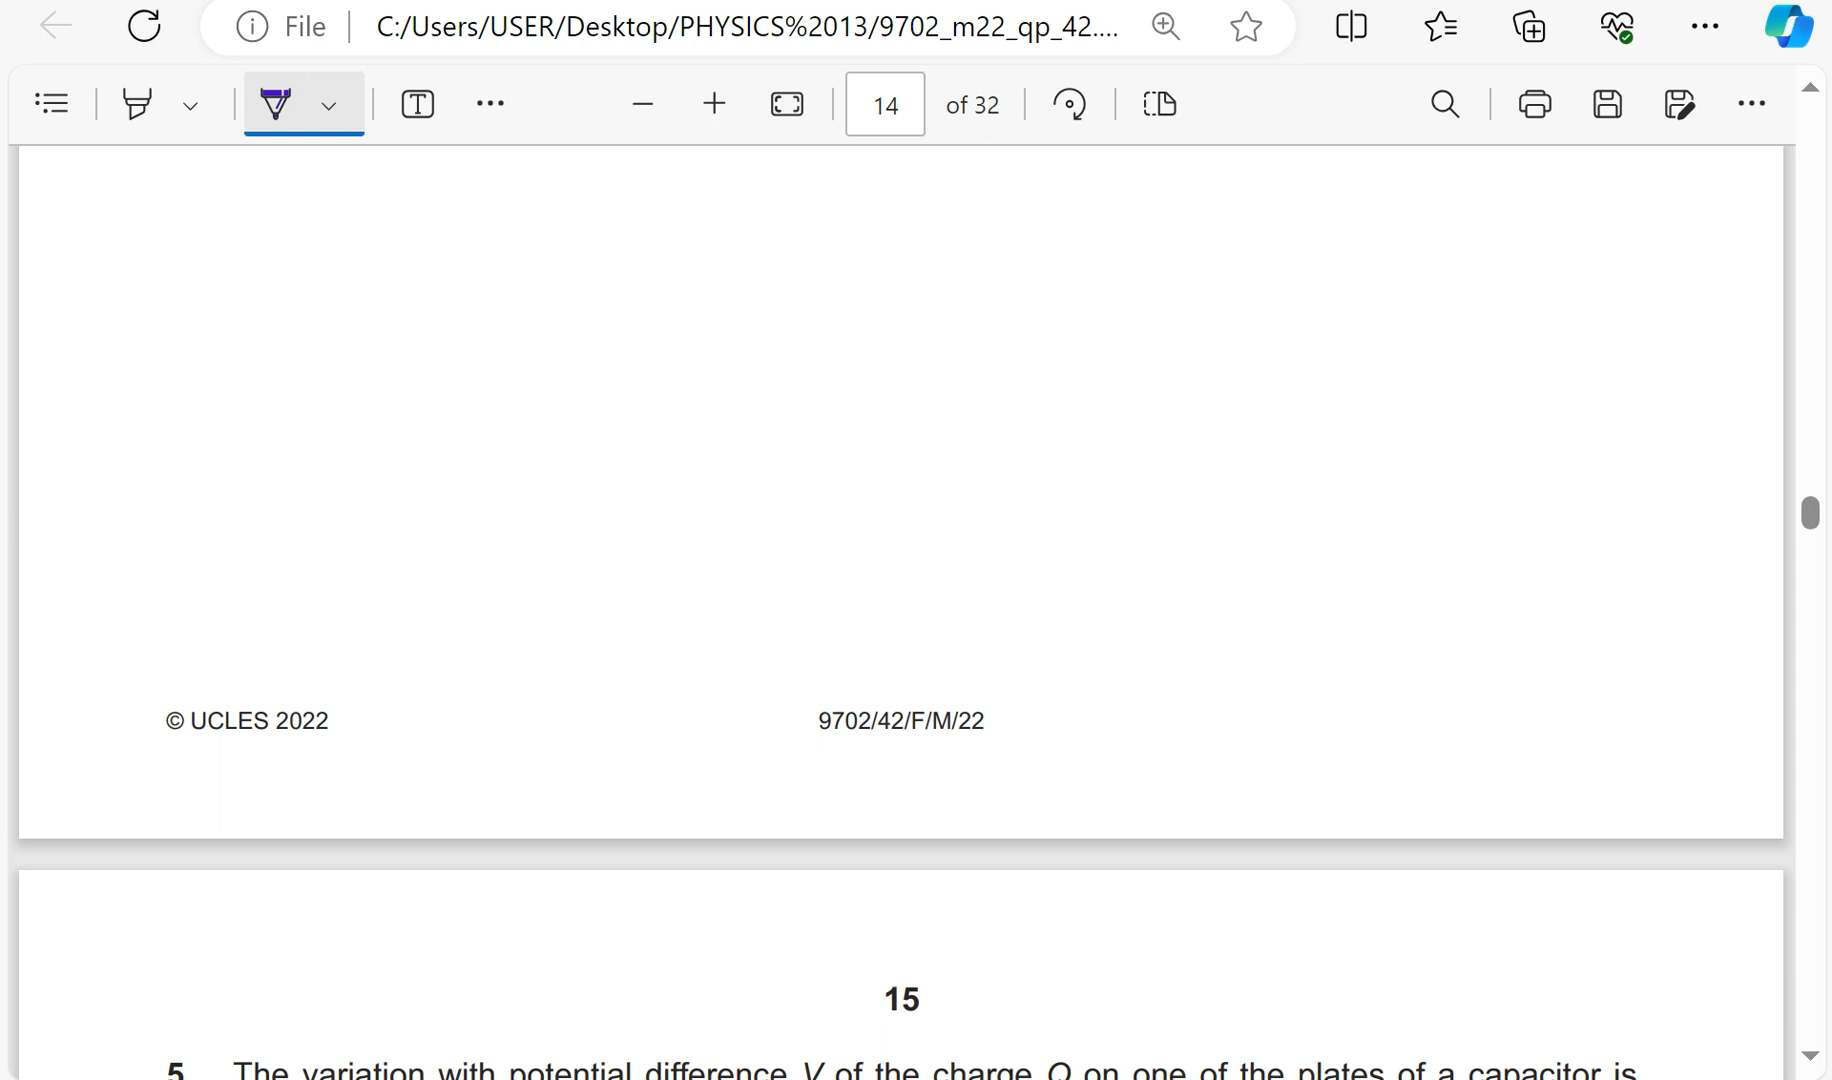 File C:/Users/USER/Desktop/PHYSICS%2013/9702_m22_qp_42....
T 14 of 32
© UCLES 2022 9702/42/F/M/22
15
5 The variation with potential difference V of the charge Q on one of the plates of a capacitor is